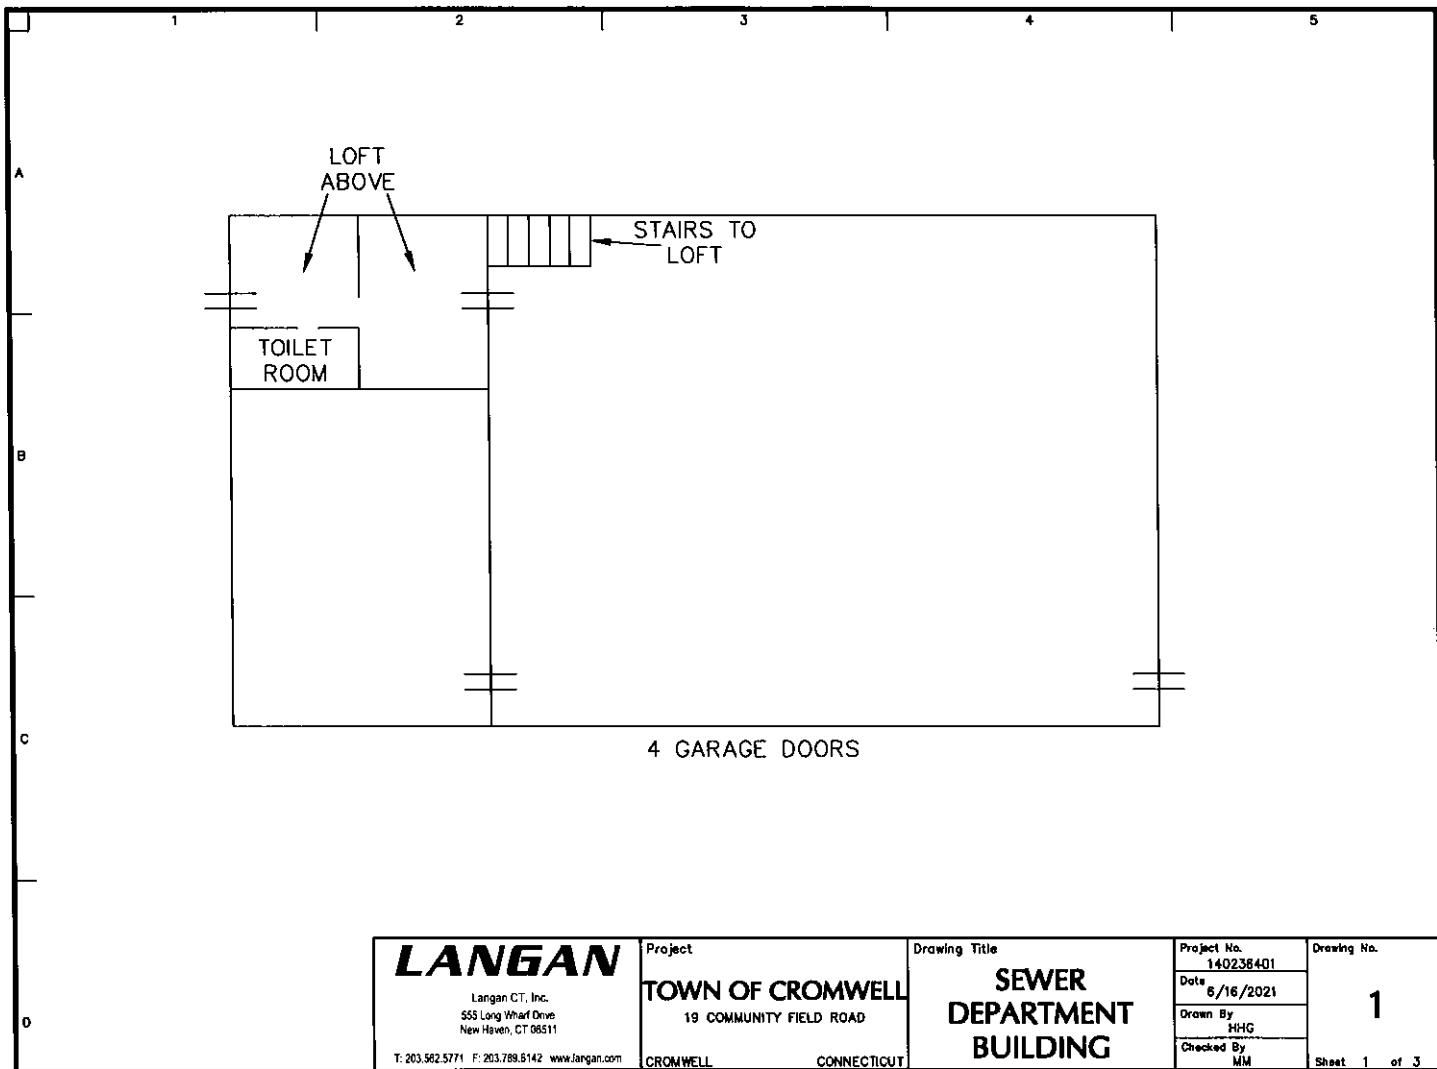 1 2 3 4 5
A
LOFT
ABOVE
STAIRS TO
LOFT
TOILET
ROOM
B
C
4 GARAGE DOORS
D
LANGAN
Langan CT, Inc.
555 Long Wharf Drive
New Haven, CT 06511
T: 203.562.5771 F: 203.789.6142 www.langan.com
Project
TOWN OF CROMWELL
19 COMMUNITY FIELD ROAD
CROMWELL CONNECTICUT
Drawing Title
SEWER
DEPARTMENT
BUILDING
Project No.
140236401
Date
6/16/2021
Drawn By
HHG
Checked By
MM
Drawing No.
1
Sheet 1 of 3